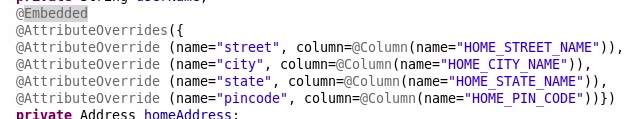 private String userName;
@Embedded
@AttributeOverrides({
@AttributeOverride (name="street", column=@Column(name="HOME_STREET_NAME")),
@AttributeOverride (name="city", column=@Column(name="HOME_CITY_NAME")),
@AttributeOverride (name="state", column=@Column(name="HOME_STATE_NAME")),
@AttributeOverride (name="pincode", column=@Column(name="HOME_PIN_CODE"))})
private Address homeAddress;